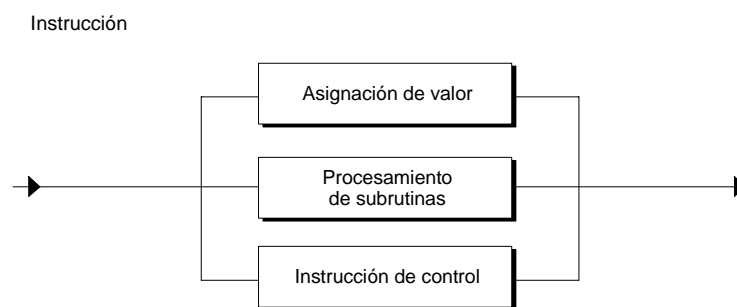 Instrucción
Asignación de valor
Procesamiento
de subrutinas
Instrucción de control